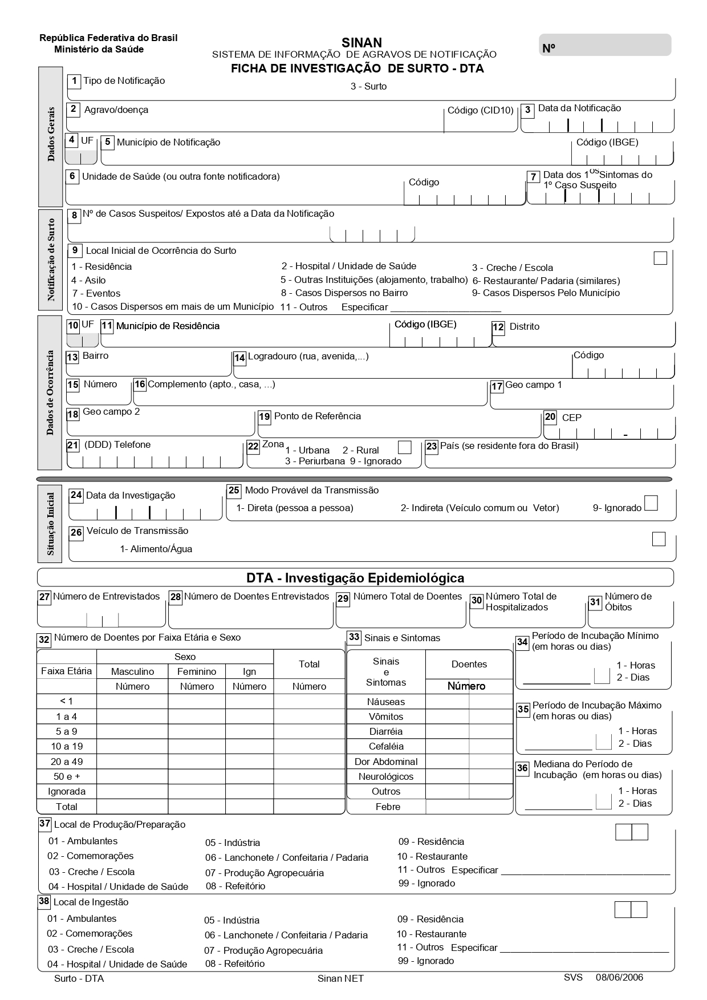 República Federativa do Brasil
Ministério da Saúde
SINAN
SISTEMA DE INFORMAÇÃO DE AGRAVOS DE NOTIFICAÇÃO
FICHA DE INVESTIGAÇÃO DE SURTO - DTA
Nº
Dados Gerais
1 Tipo de Notificação
3 - Surto
2 Agravo/doença
Código (CID10)
3 Data da Notificação
4 UF
5 Município de Notificação
Código (IBGE)
6 Unidade de Saúde (ou outra fonte notificadora)
Código
7 Data dos 1os Sintomas do
1º Caso Suspeito
Notificação de Surto
8 Nº de Casos Suspeitos/ Expostos até a Data da Notificação
9 Local Inicial de Ocorrência do Surto
1 - Residência 2 - Hospital / Unidade de Saúde 3 - Creche / Escola
4 - Asilo 5 - Outras Instituições (alojamento, trabalho) 6- Restaurante/ Padaria (similares)
7 - Eventos 8 - Casos Dispersos no Bairro 9- Casos Dispersos Pelo Município
10 - Casos Dispersos em mais de um Município 11 - Outros Especificar ____________________
Dados de Ocorrência
10 UF
11 Município de Residência
Código (IBGE)
12 Distrito
13 Bairro
14 Logradouro (rua, avenida,...)
Código
15 Número
16 Complemento (apto., casa, ...)
17 Geo campo 1
18 Geo campo 2
19 Ponto de Referência
20 CEP
-
21 (DDD) Telefone
22 Zona
1 - Urbana 2 - Rural
3 - Periurbana 9 - Ignorado
23 País (se residente fora do Brasil)
Situação Inicial
24 Data da Investigação
25 Modo Provável da Transmissão
1- Direta (pessoa a pessoa) 2- Indireta (Veículo comum ou Vetor) 9- Ignorado
26 Veículo de Transmissão
1- Alimento/Água
DTA - Investigação Epidemiológica
27 Número de Entrevistados
28 Número de Doentes Entrevistados
29 Número Total de Doentes
30 Número Total de
Hospitalizados
31 Número de
Óbitos
32 Número de Doentes por Faixa Etária e Sexo
Sexo
Faixa Etária Masculino Feminino Ign Total
Número Número Número Número
< 1
1 a 4
5 a 9
10 a 19
20 a 49
50 e +
Ignorada
Total
33 Sinais e Sintomas
Sinais
e
Sintomas
Doentes
Número
Náuseas
Vômitos
Diarréia
Cefaléia
Dor Abdominal
Neurológicos
Outros
Febre
34 Período de Incubação Mínimo
(em horas ou dias)
1 - Horas
2 - Dias
35 Período de Incubação Máximo
(em horas ou dias)
1 - Horas
2 - Dias
36 Mediana do Período de
Incubação (em horas ou dias)
1 - Horas
2 - Dias
37 Local de Produção/Preparação
01 - Ambulantes 05 - Indústria 09 - Residência
02 - Comemorações 06 - Lanchonete / Confeitaria / Padaria 10 - Restaurante
03 - Creche / Escola 07 - Produção Agropecuária 11 - Outros Especificar ____________________
04 - Hospital / Unidade de Saúde 08 - Refeitório 99 - Ignorado
38 Local de Ingestão
01 - Ambulantes 05 - Indústria 09 - Residência
02 - Comemorações 06 - Lanchonete / Confeitaria / Padaria 10 - Restaurante
03 - Creche / Escola 07 - Produção Agropecuária 11 - Outros Especificar ____________________
04 - Hospital / Unidade de Saúde 08 - Refeitório 99 - Ignorado
Surto - DTA Sinan NET SVS 08/06/2006